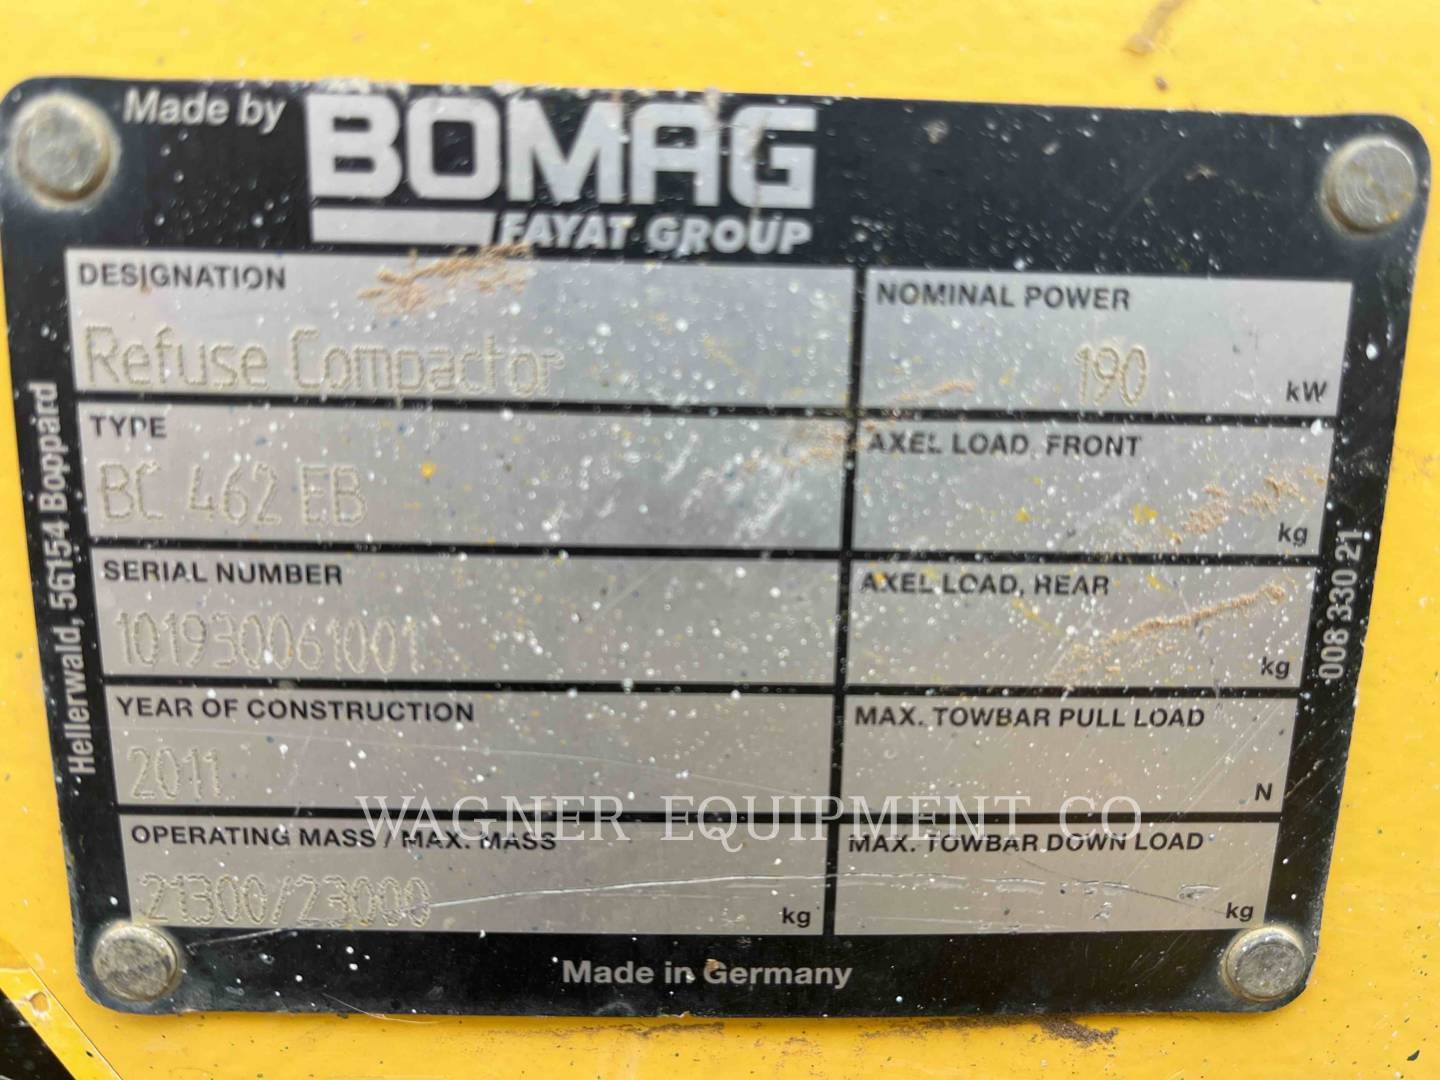 Made by BOMAG
FAYAT GROUP
DESIGNATION
Refuse Compactor
NOMINAL POWER
190 kW
TYPE
BC 462 EB
AXEL LOAD, FRONT
kg
SERIAL NUMBER
101930061001
AXEL LOAD, REAR
kg
YEAR OF CONSTRUCTION
2011
MAX. TOWBAR PULL LOAD
N
OPERATING MASS / MAX. MASS
21300/23000 kg
MAX. TOWBAR DOWN LOAD
kg
Made in Germany
Hellerwald, 56154 Boppard
008 330 21
WAGNER EQUIPMENT CO